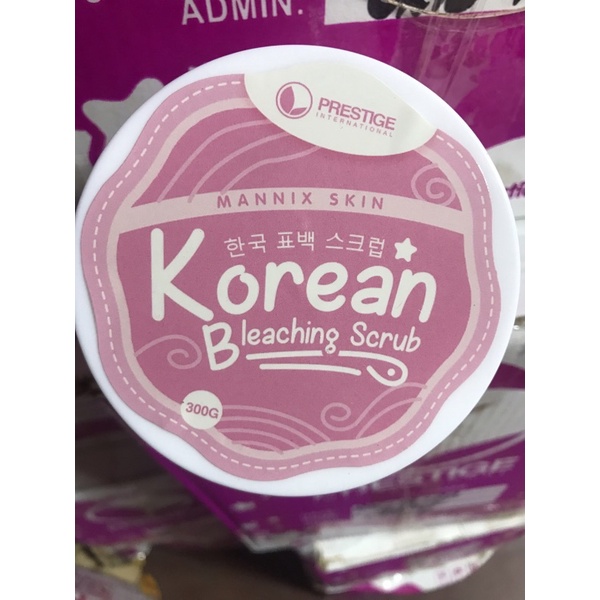 ADMIN.
PRESTIGE
INTERNATIONAL
MANNIX SKIN
한국 표백 스크럽
Korean
Bleaching Scrub
300G
PRESTIGE